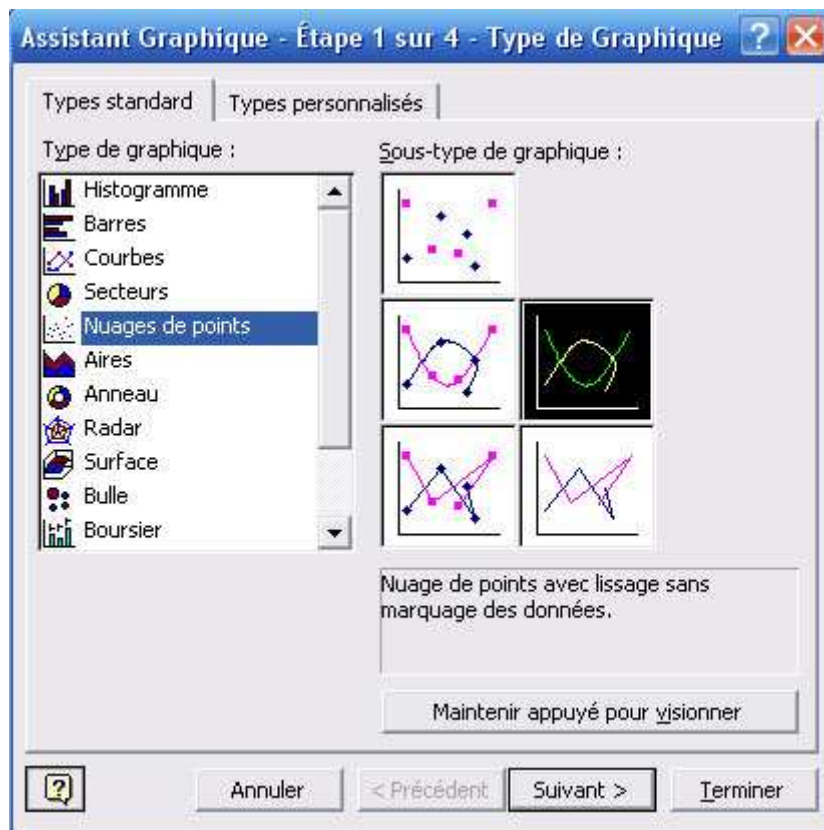 Assistant Graphique - Étape 1 sur 4 - Type de Graphique
Types standard
Types personnalisés
Type de graphique :
Sous-type de graphique :
Histogramme
Barres
Courbes
Secteurs
Nuages de points
Aires
Anneau
Radar
Surface
Bulle
Boursier
Nuage de points avec lissage sans
marquage des données.
Maintenir appuyé pour visionner
Annuler
< Précédent
Suivant >
Terminer